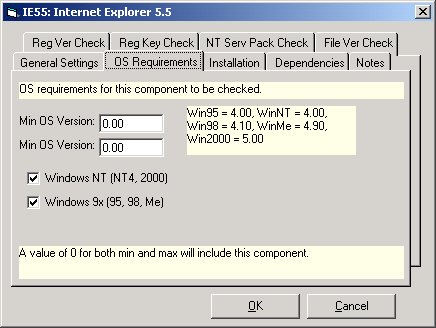 IE55: Internet Explorer 5.5
Reg Ver Check Reg Key Check NT Serv Pack Check File Ver Check
General Settings OS Requirements Installation Dependencies Notes
OS requirements for this component to be checked.
Min OS Version: 0.00
Min OS Version: 0.00
Win95 = 4.00, WinNT = 4.00,
Win98 = 4.10, WinMe = 4.90,
Win2000 = 5.00
Windows NT (NT4, 2000)
Windows 9x (95, 98, Me)
A value of 0 for both min and max will include this component.
OK Cancel